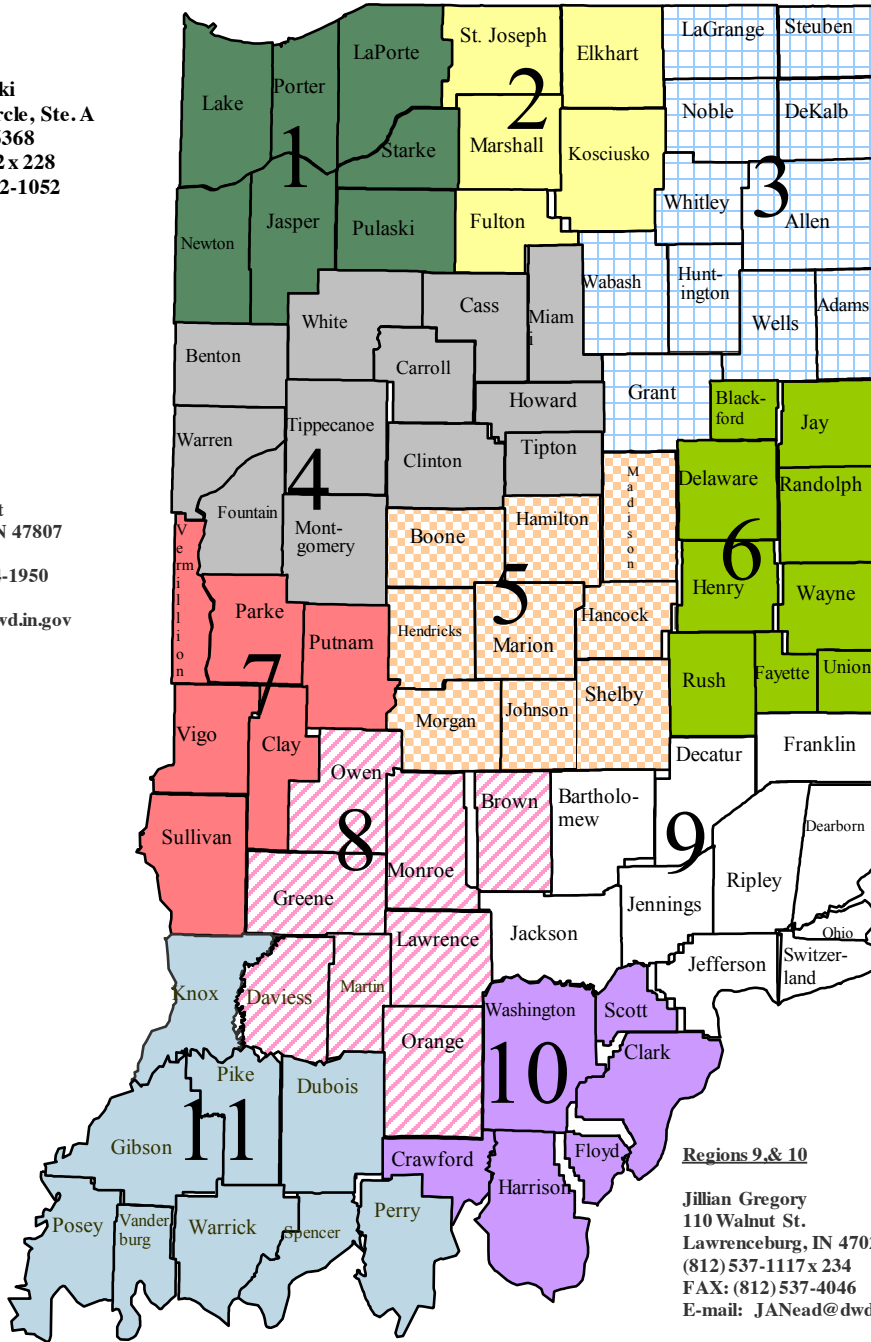 ki
rcle, Ste. A
368
2 x 228
2-1052
LaGrange
Steuben
St. Joseph
Elkhart
LaPorte
Porter
Lake
Noble
DeKalb
2
Marshall
Kosciusko
Starke
1
3
Whitley
Allen
Jasper
Pulaski
Fulton
Newton
Wabash
Hunt-
ington
Adams
Wells
Cass
Miam
i
White
Benton
Carroll
Grant
Black-
ford
Jay
Howard
Tippecanoe
Warren
Clinton
Tipton
Madison
Delaware
Randolph
4
Fountain
Mont-
gomery
Boone
Hamilton
t
N 47807
-1950
wd.in.gov
Vermillion
6
Henry
Wayne
5
Hancock
Parke
Putnam
Hendricks
Marion
7
Rush
Fayette
Union
Shelby
Johnson
Morgan
Vigo
Clay
Owen
Decatur
Franklin
Brown
Bartholo-
mew
Sullivan
8
9
Dearborn
Monroe
Ripley
Greene
Jennings
Jackson
Lawrence
Ohio
Jefferson
Switzer-
land
Knox
Daviess
Martin
Washington
Scott
Orange
Clark
10
Pike
Dubois
11
Gibson
Crawford
Floyd
Harrison
Posey
Vander
burg
Warrick
Spencer
Perry
Regions 9,& 10
Jillian Gregory
110 Walnut St.
Lawrenceburg, IN 470
(812) 537-1117 x 234
FAX: (812) 537-4046
E-mail: JANead@dwd